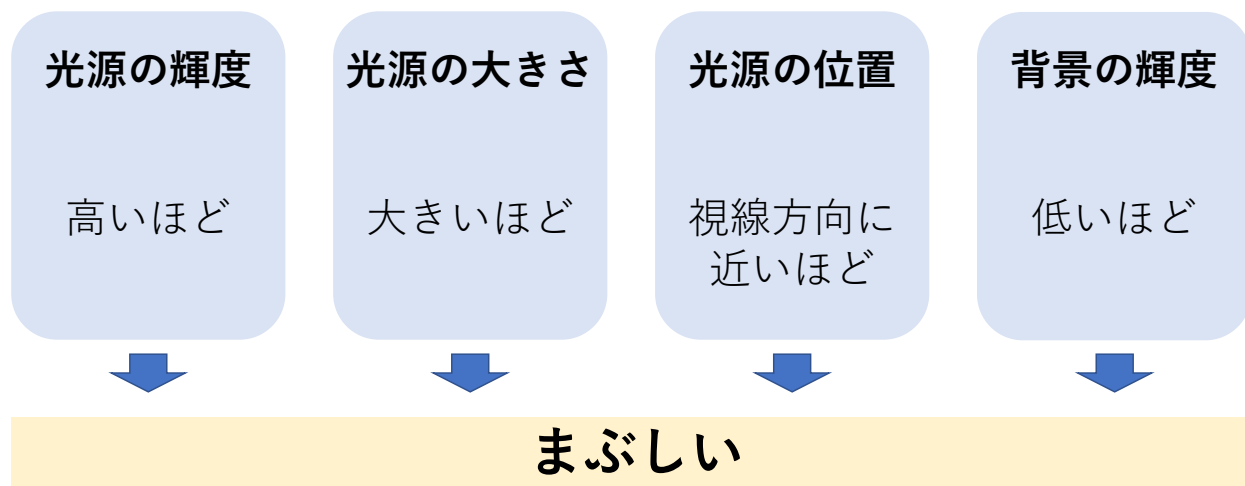 光源の輝度
高いほど
光源の大きさ
大きいほど
光源の位置
視線方向に
近いほど
背景の輝度
低いほど
まぶしい